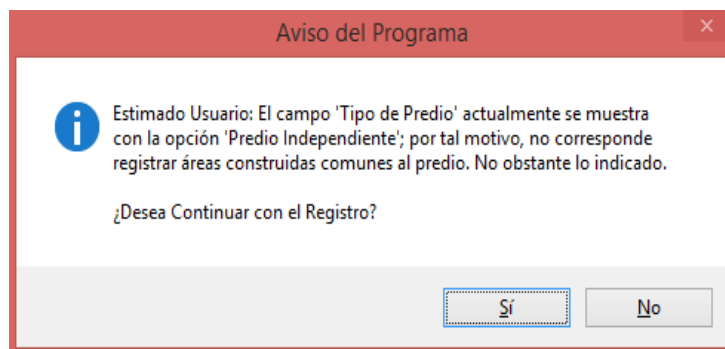 Aviso del Programa
Estimado Usuario: El campo 'Tipo de Predio' actualmente se muestra
con la opción 'Predio Independiente'; por tal motivo, no corresponde
registrar áreas construidas comunes al predio. No obstante lo indicado.
¿Desea Continuar con el Registro?
Sí
No